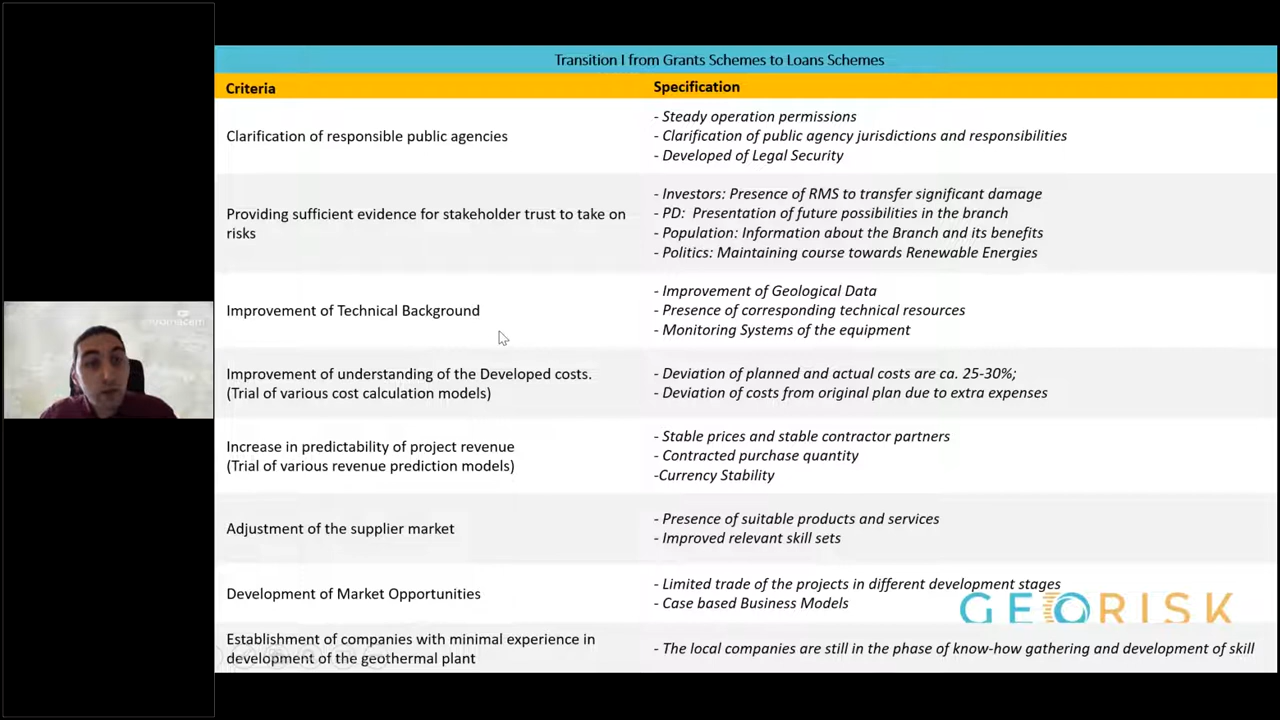 Transition I from Grants Schemes to Loans Schemes
Criteria
Specification
Clarification of responsible public agencies
- Steady operation permissions
- Clarification of public agency jurisdictions and responsibilities
- Developed of Legal Security
Providing sufficient evidence for stakeholder trust to take on
risks
- Investors: Presence of RMS to transfer significant damage
- PD: Presentation of future possibilities in the branch
- Population: Information about the Branch and its benefits
- Politics: Maintaining course towards Renewable Energies
Improvement of Technical Background
- Improvement of Geological Data
- Presence of corresponding technical resources
- Monitoring Systems of the equipment
Improvement of understanding of the Developed costs.
(Trial of various cost calculation models)
- Deviation of planned and actual costs are ca. 25-30%;
- Deviation of costs from original plan due to extra expenses
Increase in predictability of project revenue
(Trial of various revenue prediction models)
- Stable prices and stable contractor partners
- Contracted purchase quantity
-Currency Stability
Adjustment of the supplier market
- Presence of suitable products and services
- Improved relevant skill sets
Development of Market Opportunities
- Limited trade of the projects in different development stages
- Case based Business Models
GEORISK
Establishment of companies with minimal experience in
development of the geothermal plant
- The local companies are still in the phase of know-how gathering and development of skill